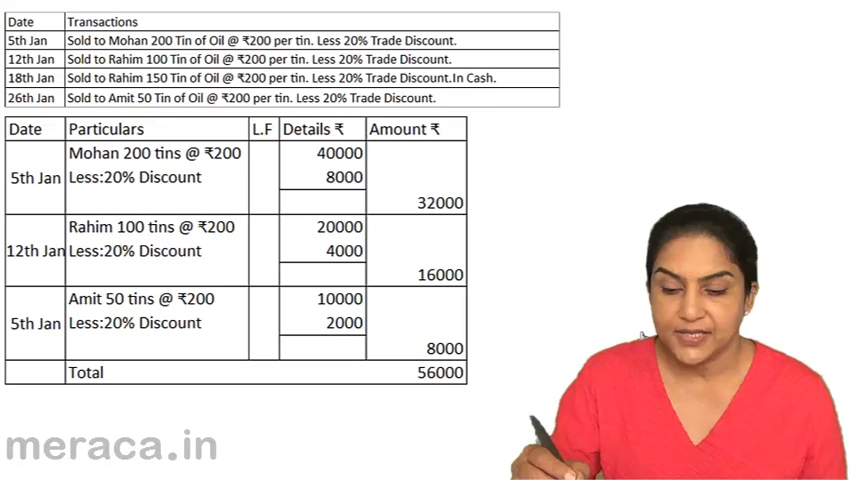 Date Transactions
5th Jan Sold to Mohan 200 Tin of Oil @ ₹200 per tin. Less 20% Trade Discount.
12th Jan Sold to Rahim 100 Tin of Oil @ ₹200 per tin. Less 20% Trade Discount.
18th Jan Sold to Rahim 150 Tin of Oil @ ₹200 per tin. Less 20% Trade Discount.In Cash.
26th Jan Sold to Amit 50 Tin of Oil @ ₹200 per tin. Less 20% Trade Discount.
Date Particulars L.F Details ₹ Amount ₹
Mohan 200 tins @ ₹200 40000
5th Jan Less:20% Discount 8000
32000
Rahim 100 tins @ ₹200 20000
12th Jan Less:20% Discount 4000
16000
Amit 50 tins @ ₹200 10000
5th Jan Less:20% Discount 2000
8000
Total 56000
meraca.in